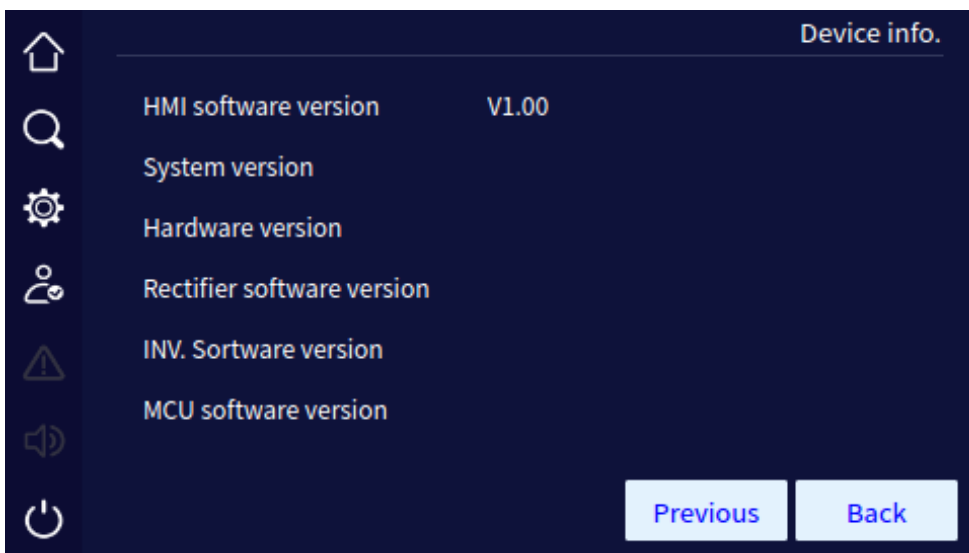 Device info.
HMI software version V1.00
System version
Hardware version
Rectifier software version
INV. Sortware version
MCU software version
Previous Back